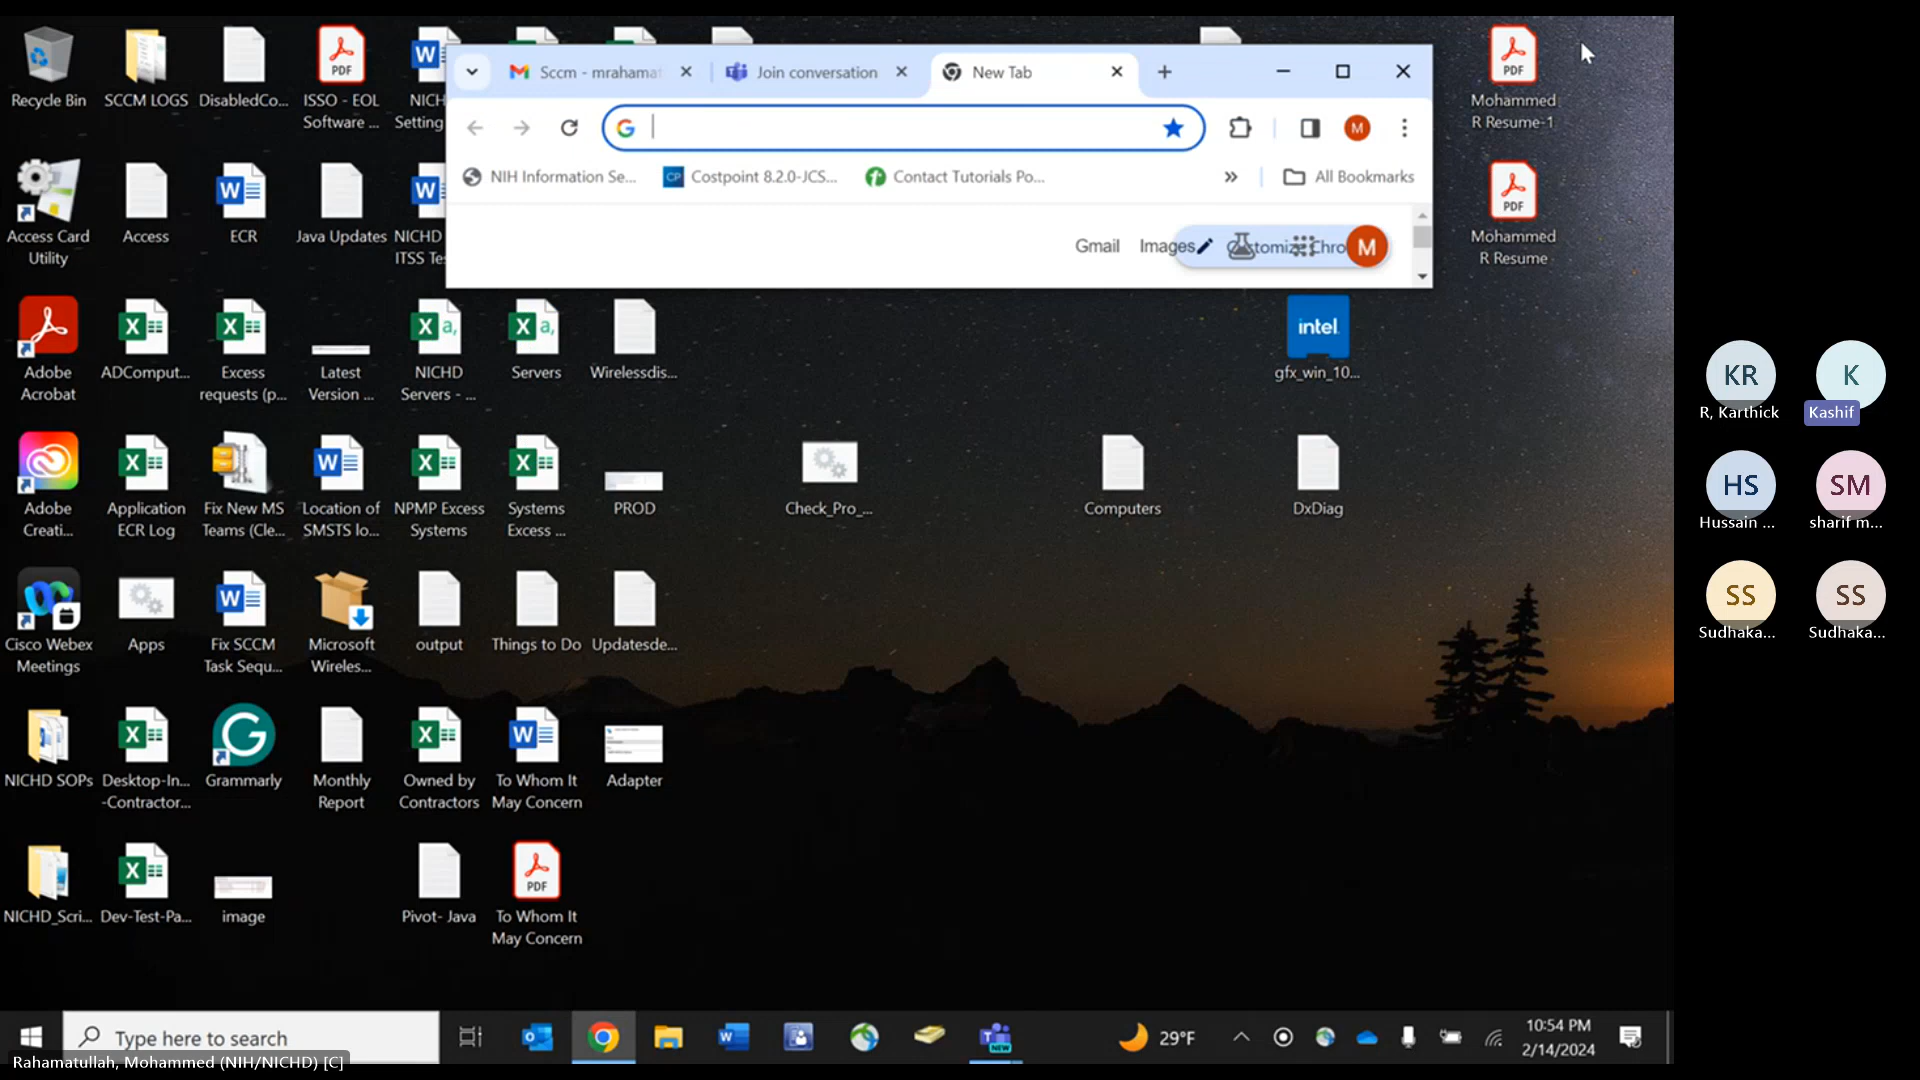 Sccm - mrahamat
Join conversation
New Tab
NIH Information Se...
CP
Costpoint 8.2.0-JCS...
Contact Tutorials Po...
»
All Bookmarks
M
Gmail
Images
M
Recycle Bin
SCCM LOGS
DisabledCo...
PDF
ISSO - EOL
Software ...
NICH
Setting
PDF
Mohammed
R Resume-1
Access Card
Utility
Access
ECR
Java Updates
NICHD
ITSS Te
PDF
Mohammed
R Resume
Adobe
Acrobat
ADComput...
Excess
requests (p...
Latest
Version ...
NICHD
Servers - ...
Servers
Wirelessdis...
intel.
gfx_win_10...
Adobe
Creati...
Application
ECR Log
Fix New MS
Teams (Cle...
Location of
SMSTS lo...
NPMP Excess
Systems
Systems
Excess ...
PROD
Check_Pro_...
Computers
DxDiag
Cisco Webex
Meetings
Apps
Fix SCCM
Task Sequ...
Microsoft
Wireles...
output
Things to Do
Updatesde...
NICHD SOPs
Desktop-In...
-Contractor...
Grammarly
Monthly
Report
Owned by
Contractors
To Whom It
May Concern
Adapter
NICHD_Scri...
Dev-Test-Pa...
image
Pivot- Java
PDF
To Whom It
May Concern
KR
R, Karthick
K
Kashif
HS
Hussain ...
SM
sharif m...
SS
Sudhaka...
SS
Sudhaka...
Type here to search
NEW
29°F
10:54 PM
2/14/2024
Rahamatullah, Mohammed (NIH/NICHD) [C]